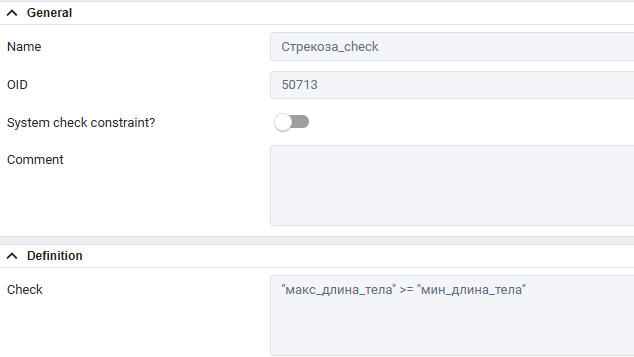 General
Name
Стрекоза_check
OID
50713
System check constraint?
Comment
Definition
Check
"макс_длина_тела" >= "мин_длина_тела"